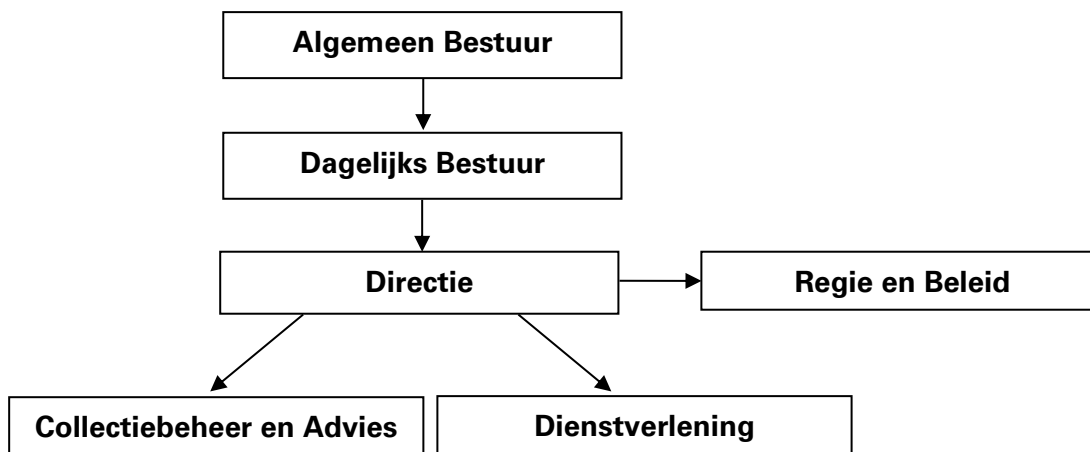 Algemeen Bestuur
Dagelijks Bestuur
Directie
Regie en Beleid
Collectiebeheer en Advies
Dienstverlening